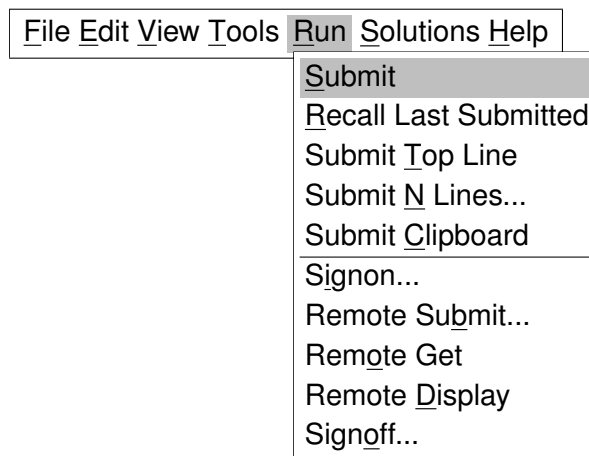 File Edit View Tools Run Solutions Help
Submit
Recall Last Submitted
Submit Top Line
Submit N Lines...
Submit Clipboard
Signon...
Remote Submit...
Remote Get
Remote Display
Signoff...